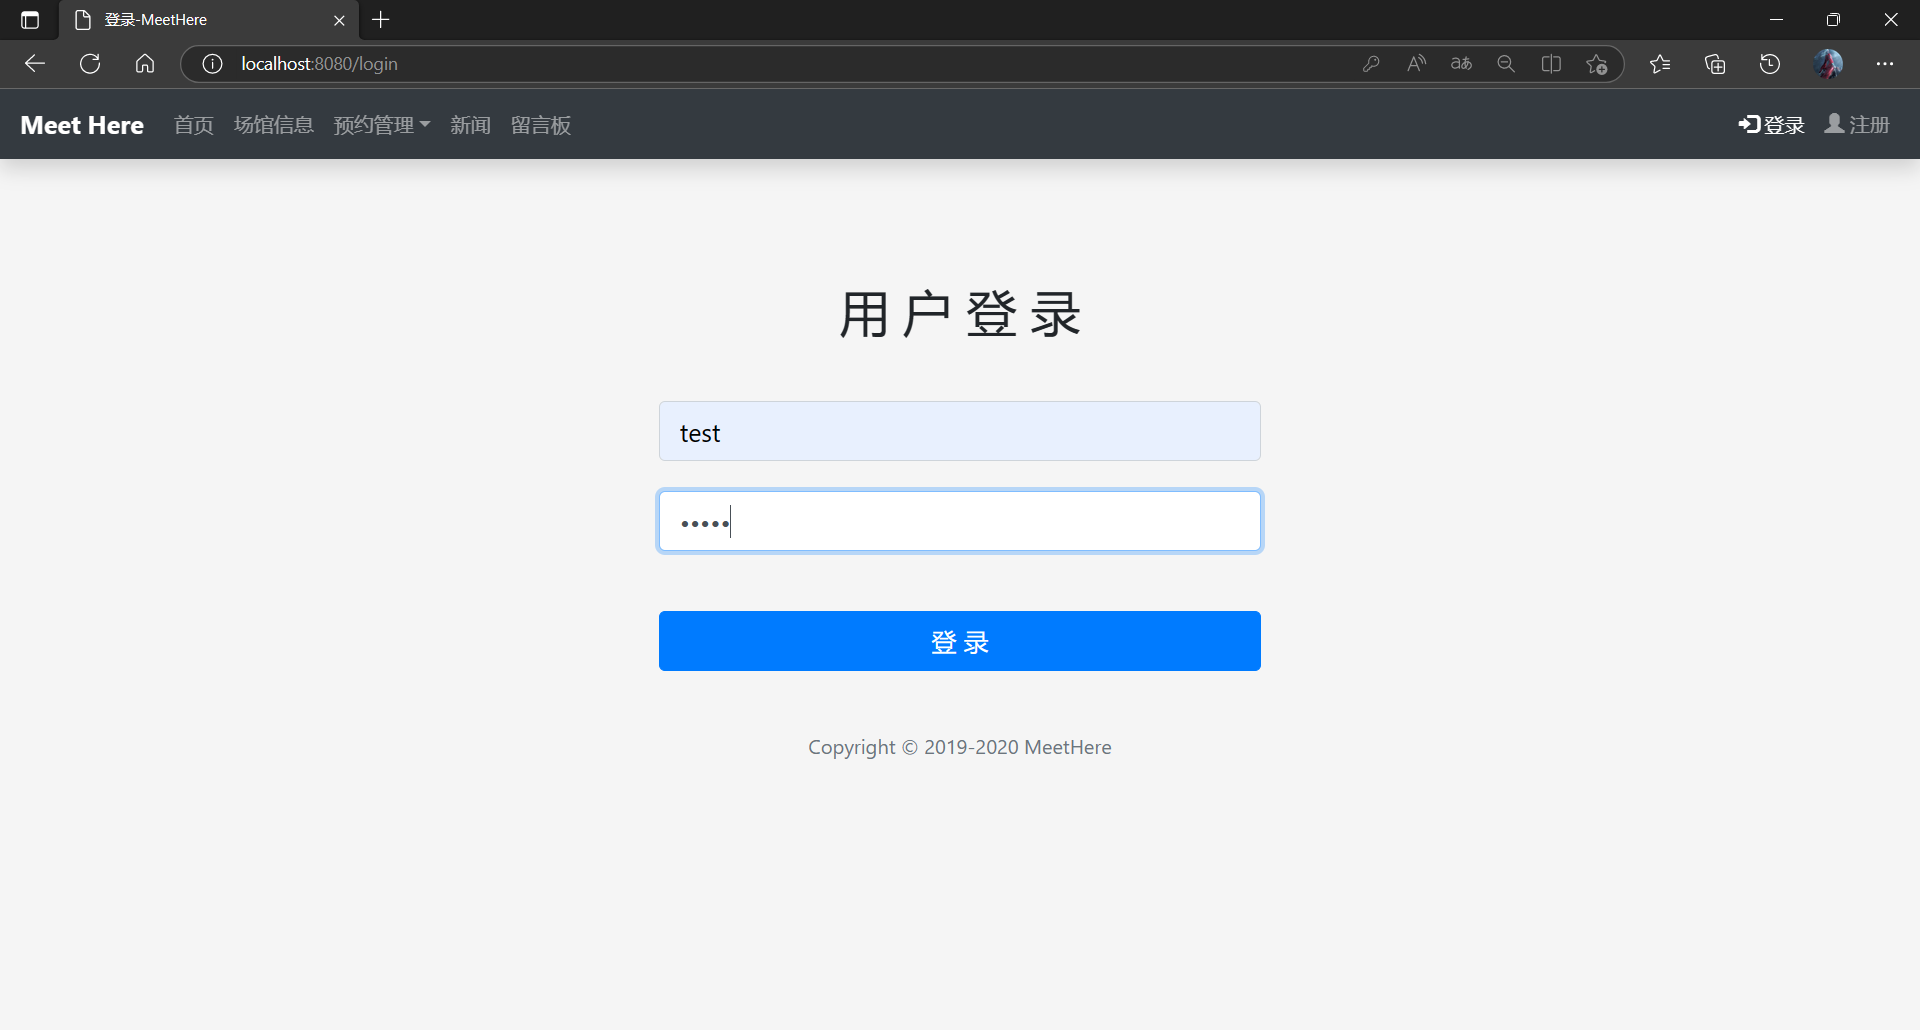 登录-MeetHere
localhost:8080/login
aあ
Meet Here 首页 场馆信息 预约管理 新闻 留言板 登录 注册
用户登录
test
•••••
登录
Copyright © 2019-2020 MeetHere